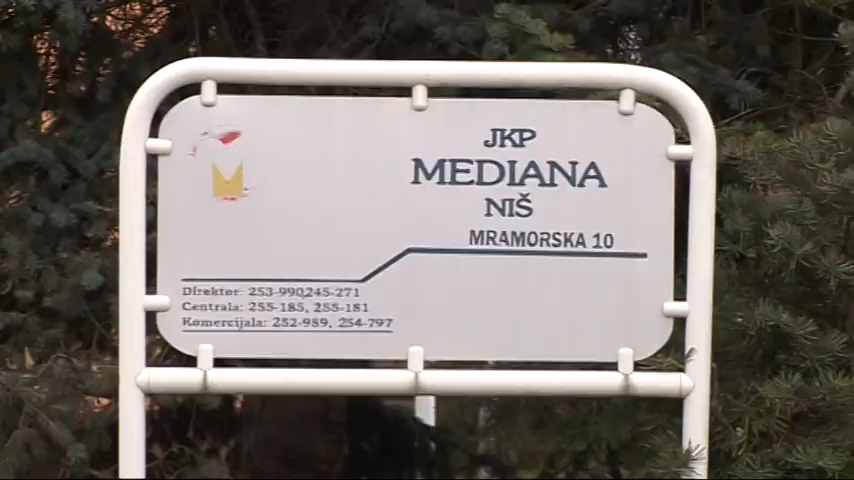 JKP
MEDIANA
NIŠ
MRAMORSKA 10
Direktor: 253-990,245-271
Centrala: 255-185, 255-181
Komercijala: 252-989, 254-797